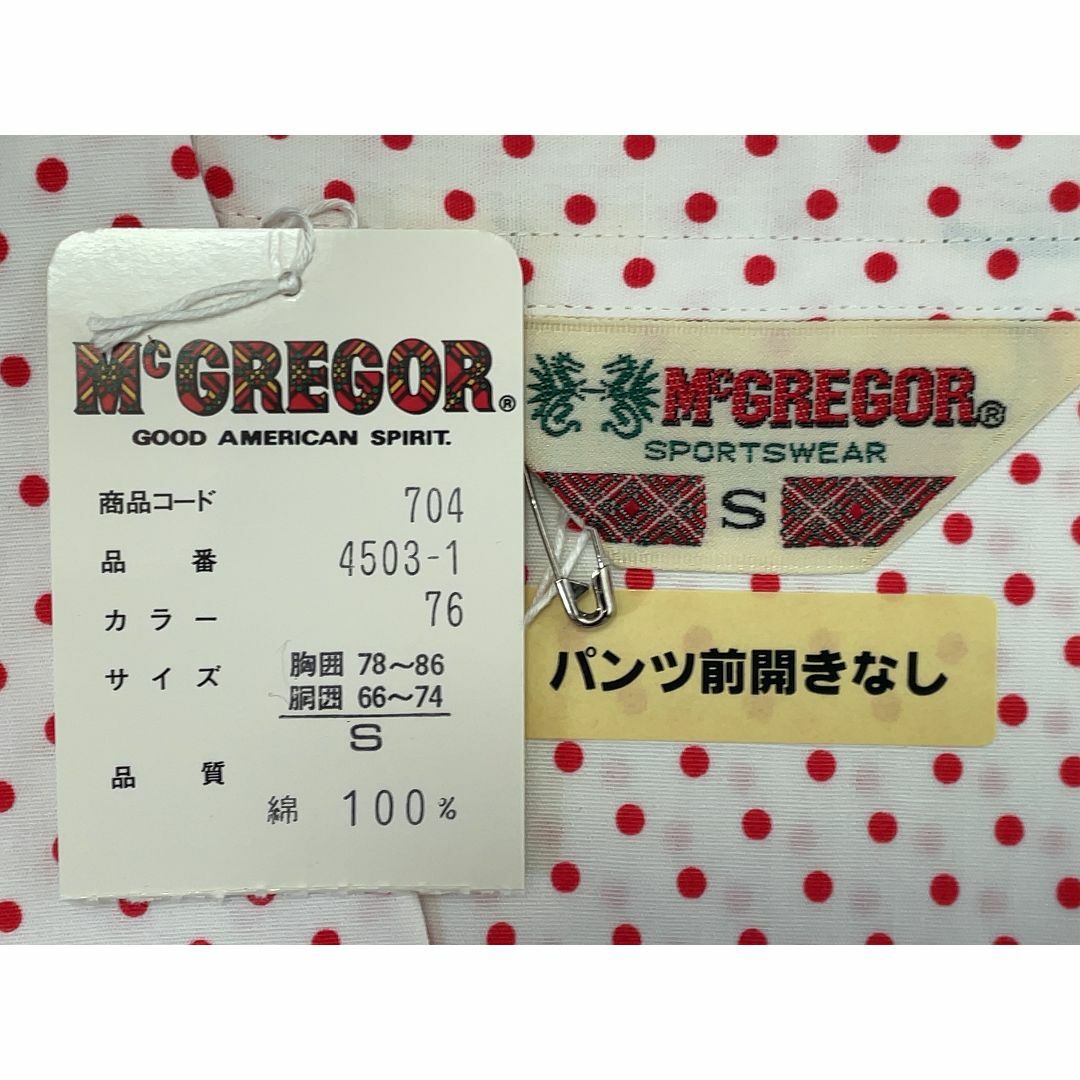 McGREGOR®
GOOD AMERICAN SPIRIT.
商品コード 704
品番 4503-1
カラー 76
サイズ 胸囲 78〜86
胴囲 66〜74
S
品質
綿 100%
McGREGOR®
SPORTSWEAR
S
パンツ前開きなし